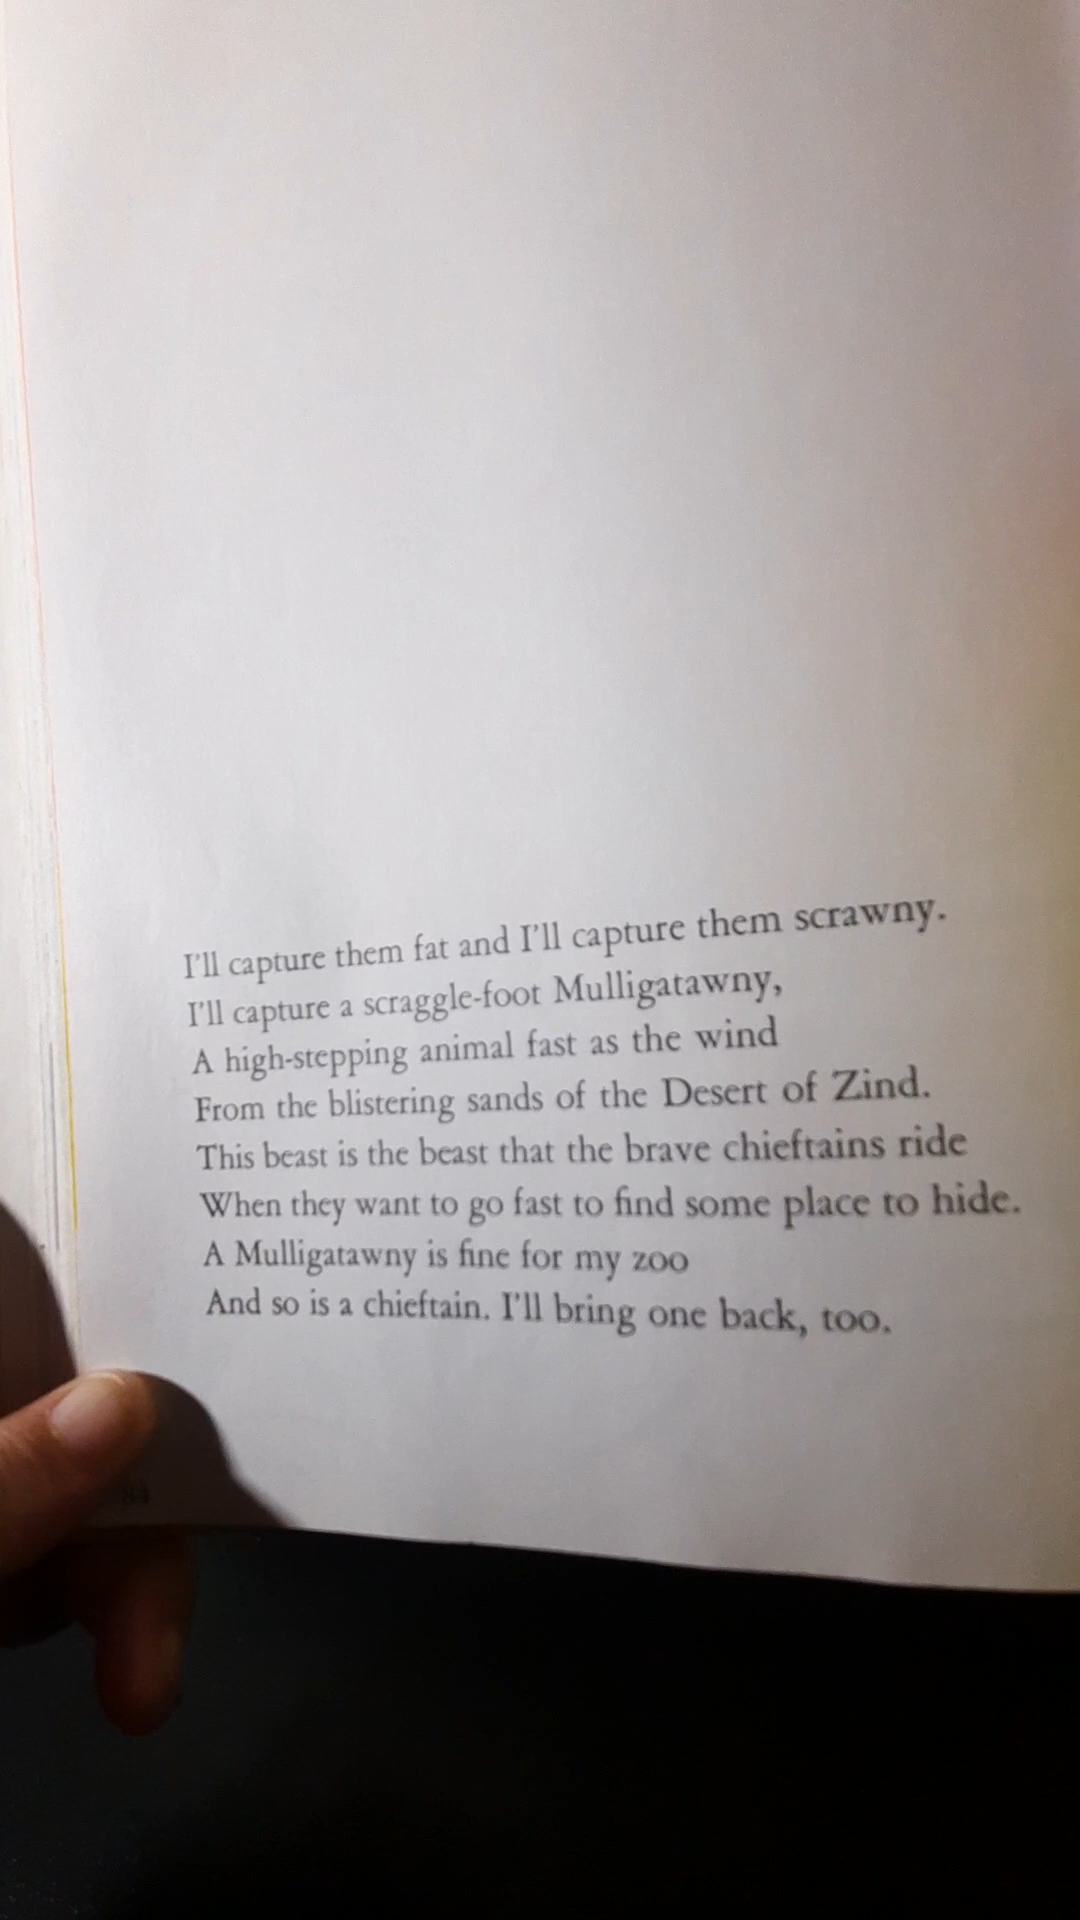 I'll capture them fat and I'll capture them scrawny.
I'll capture a scraggle-foot Mulligatawny,
A high-stepping animal fast as the wind
From the blistering sands of the Desert of Zind.
This beast is the beast that the brave chieftains ride
When they want to go fast to find some place to hide.
A Mulligatawny is fine for my zoo
And so is a chieftain. I'll bring one back, too.